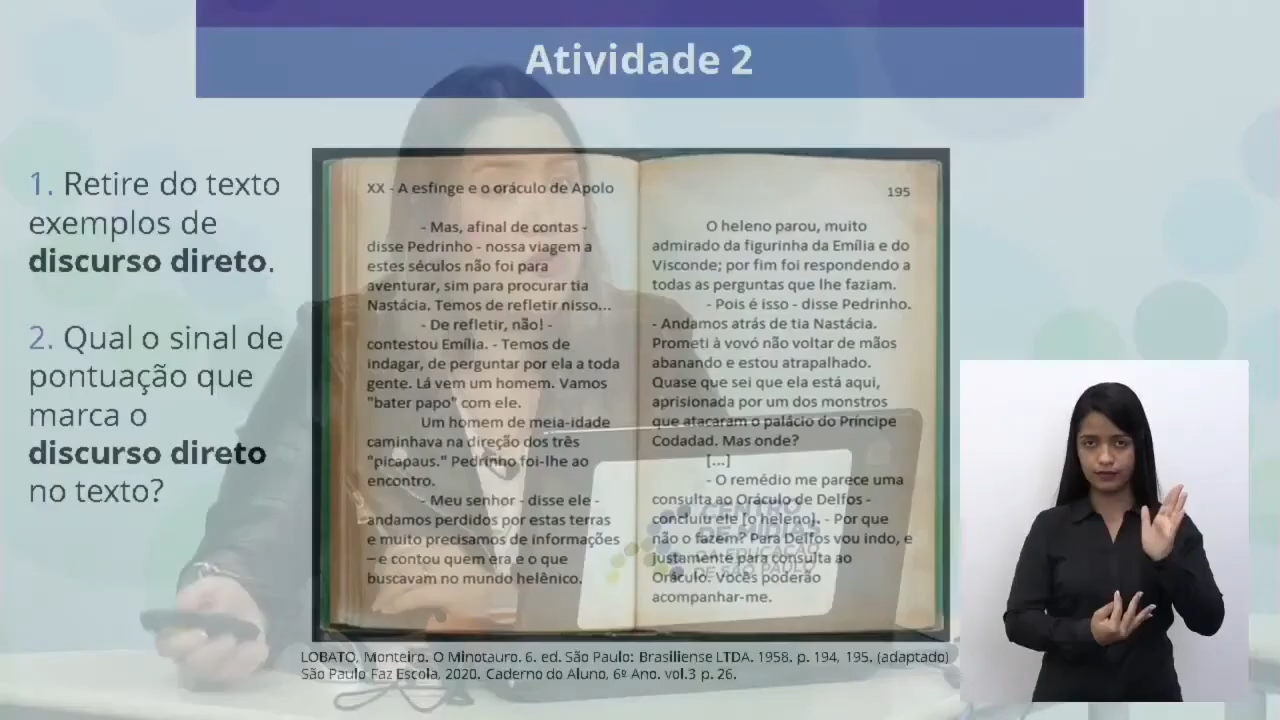 Atividade 2
1. Retire do texto
exemplos de
discurso direto.
2. Qual o sinal de
pontuação que
marca o
discurso direto
no texto?
XX - A esfinge e o oráculo de Apolo
- Mas, afinal de contas -
disse Pedrinho - nossa viagem a
estes séculos não foi para
aventurar, sim para procurar tia
Nastácia. Temos de refletir nisso...
- De refletir, não! -
contestou Emília. - Temos de
indagar, de perguntar por ela a toda
gente. Lá vem um homem. Vamos
"bater papo" com ele.
Um homem de meia-idade
caminhava na direção dos três
"picapaus." Pedrinho foi-lhe ao
encontro.
- Meu senhor - disse ele -
andamos perdidos por estas terras
e muito precisamos de informações
—e contou quem era e o que
buscavam no mundo helênico.
195
O heleno parou, muito
admirado da figurinha da Emília e do
Visconde; por fim foi respondendo a
todas as perguntas que lhe faziam.
- Pois é isso - disse Pedrinho.
- Andamos atrás de tia Nastácia.
Prometi à vovó não voltar de mãos
abanando e estou atrapalhado.
Quase que sei que ela está aqui,
aprisionada por um dos monstros
que atacaram o palácio do Príncipe
Codadad. Mas onde?
[...]
- O remédio me parece uma
consulta ao Oráculo de Delfos -
concluiu ele [o heleno]. - Por que
não o fazem? Para Delfos vou indo, e
justamente para consulta ao
Oráculo. Vocês poderão
acompanhar-me.
CENTRO
DE MÍDIAS
DA EDUCAÇÃO
DE SÃO PAULO
LOBATO, Monteiro. O Minotauro. 6. ed. São Paulo: Brasiliense LTDA. 1958. p. 194, 195. (adaptado)
São Paulo Faz Escola, 2020. Caderno do Aluno, 6º Ano. vol.3 p. 26.